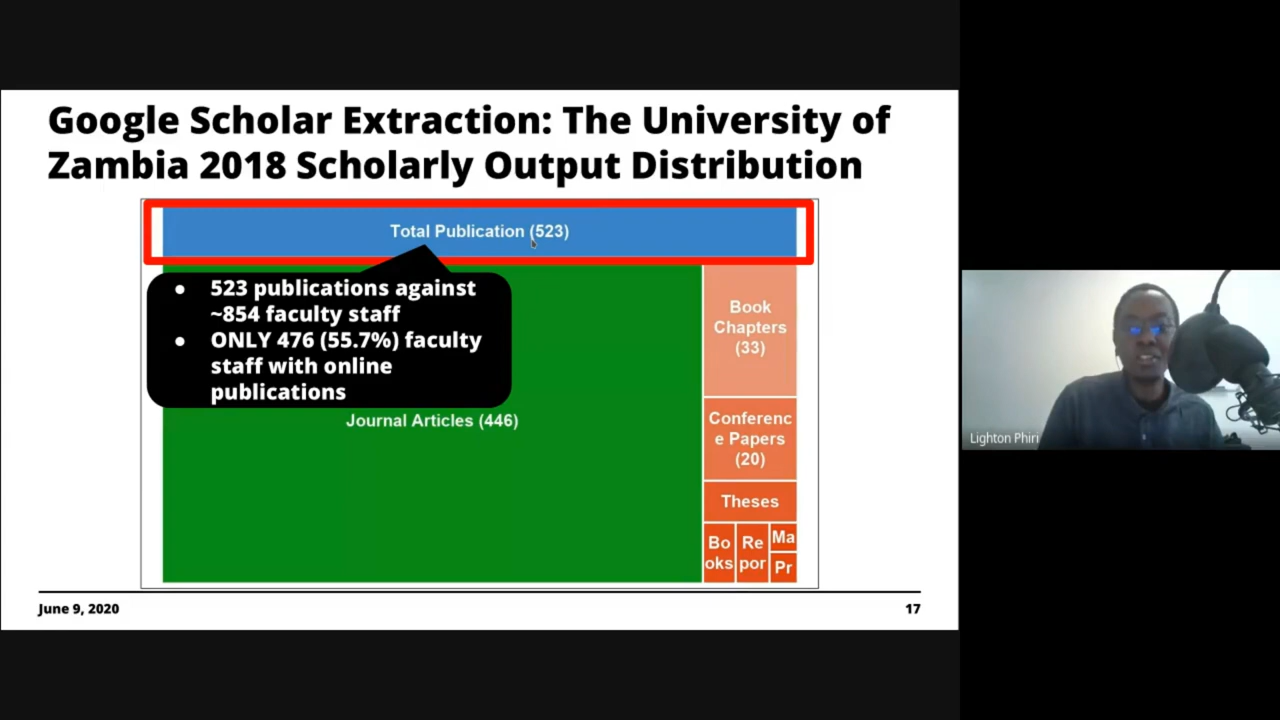 Google Scholar Extraction: The University of
Zambia 2018 Scholarly Output Distribution
Total Publication (523)
● 523 publications against
~854 faculty staff
● ONLY 476 (55.7%) faculty
staff with online
publications
Journal Articles (446)
Book
Chapters
(33)
Conferenc
e Papers
(20)
Theses
Bo
oks
Re
por
Ma
Pr
June 9, 2020
17
Lighton Phiri